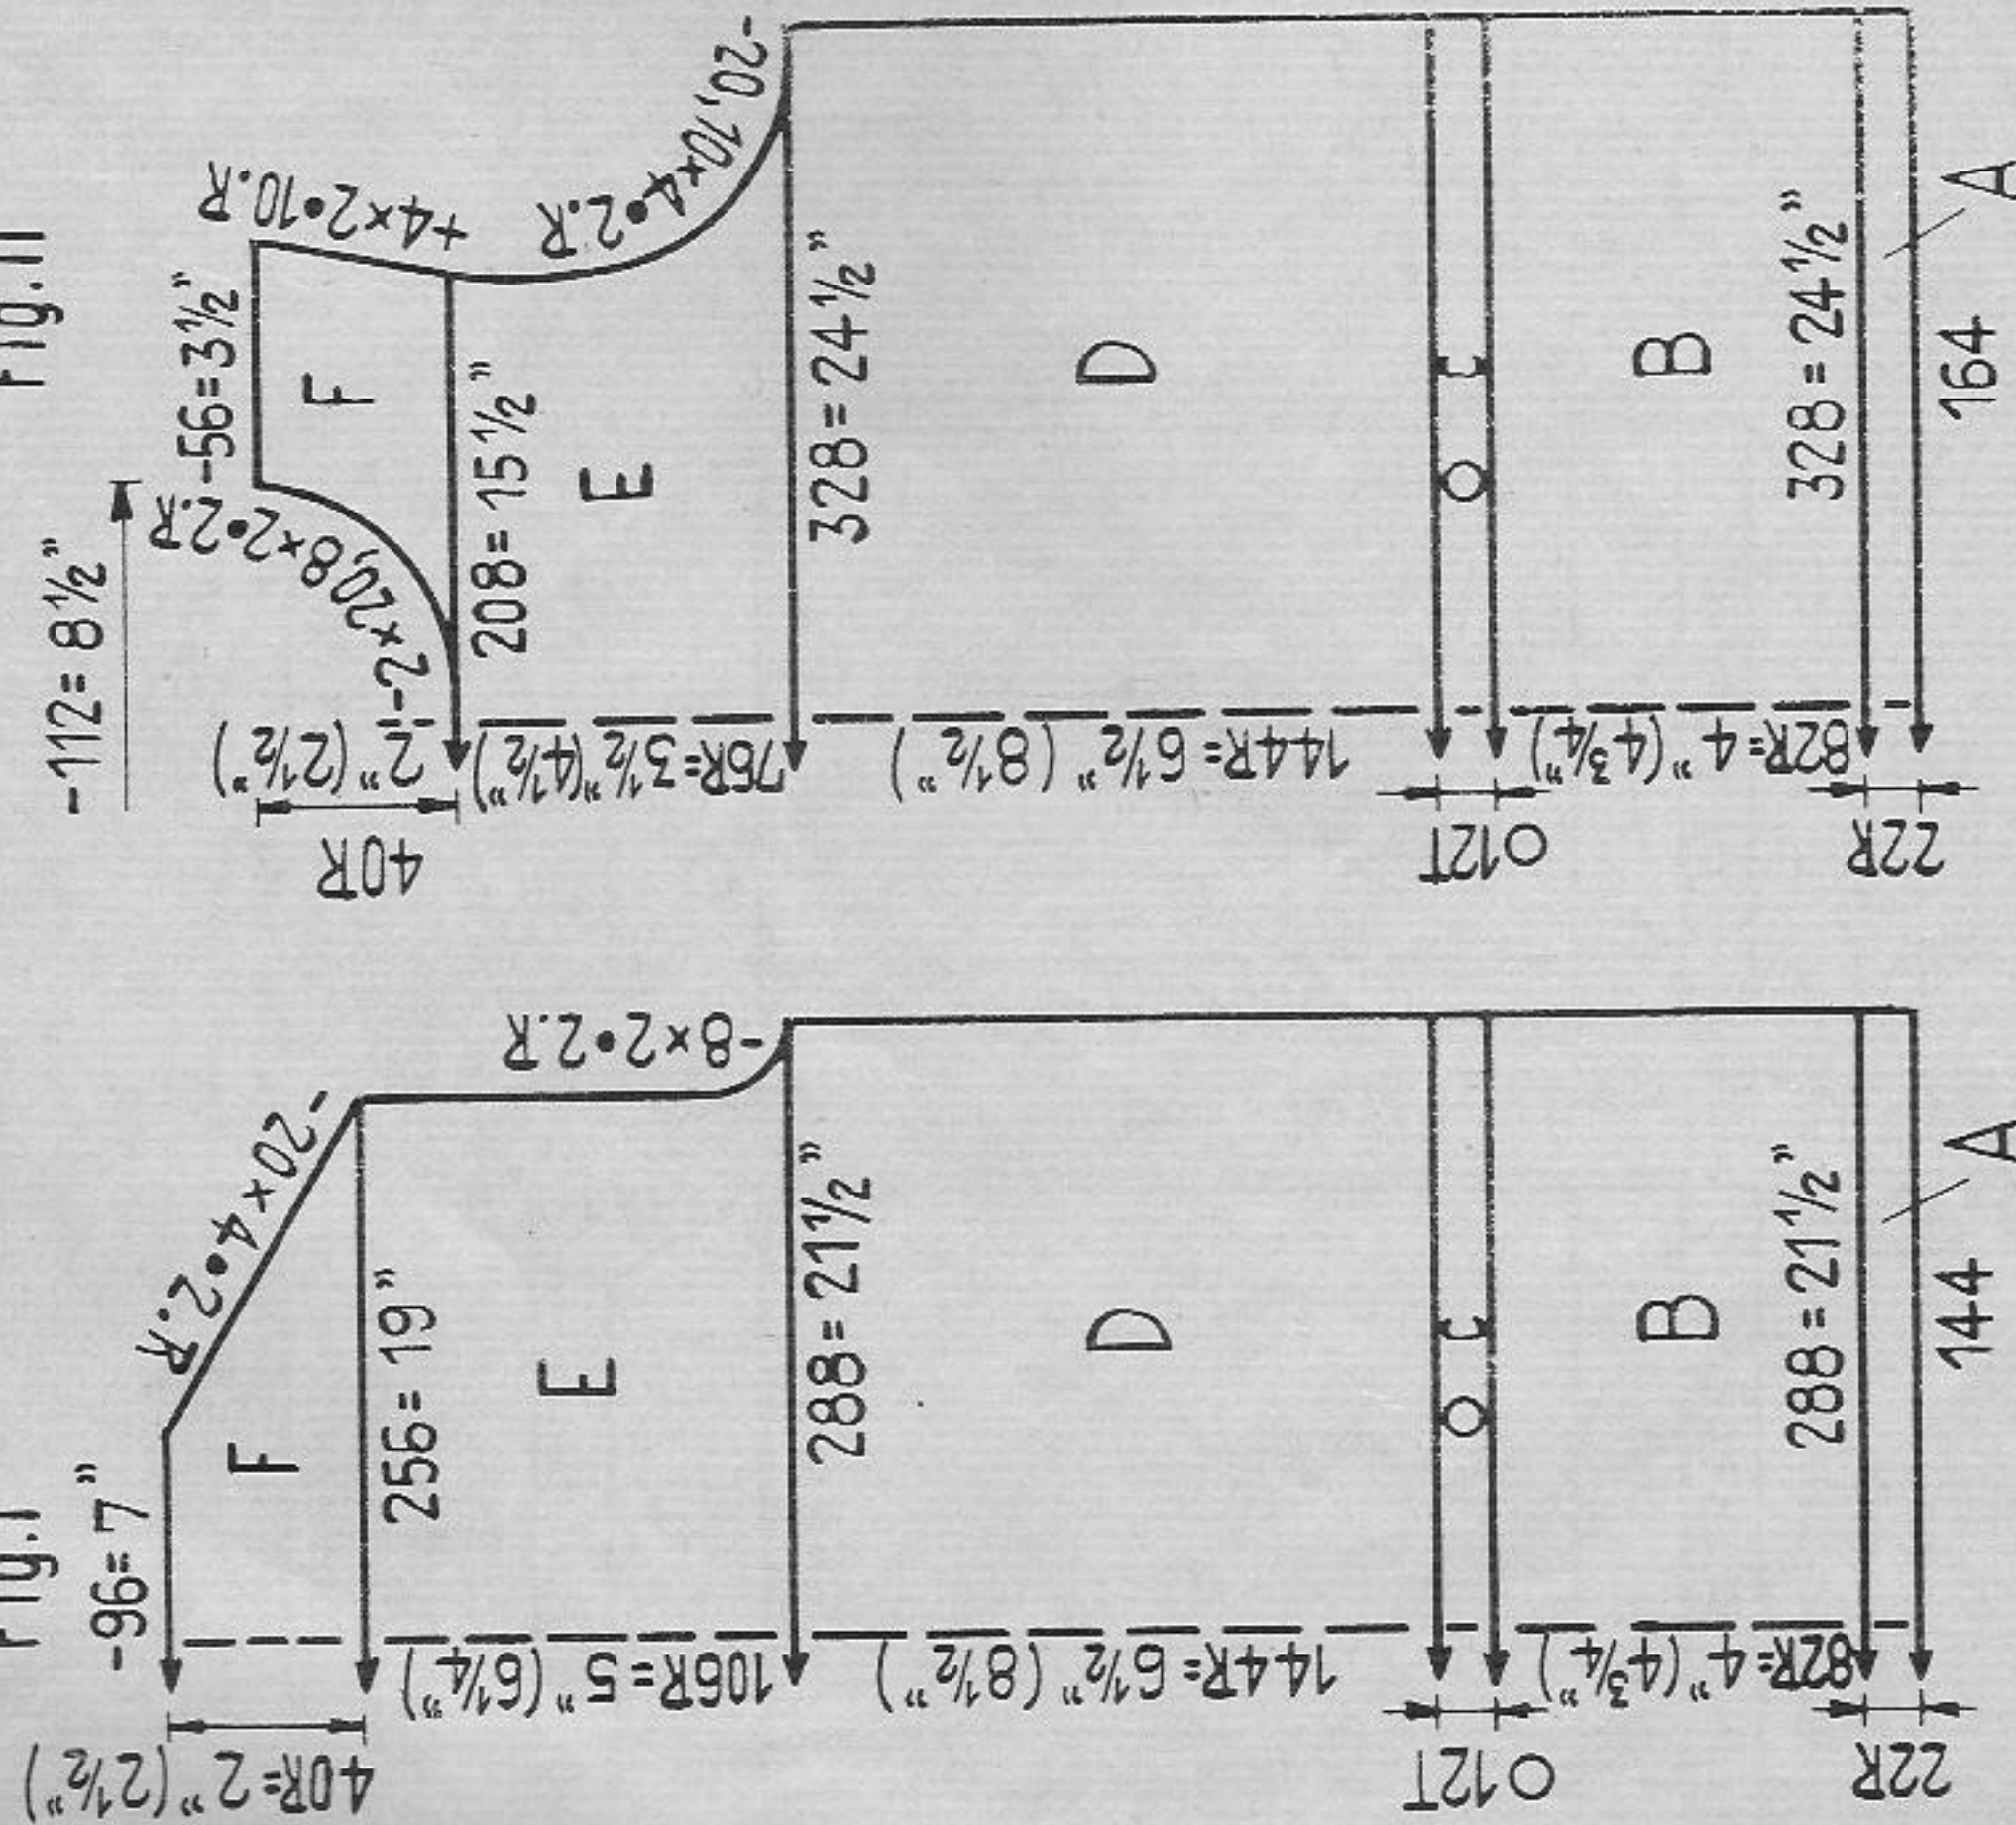 Fig.I
-96= 7”
40R=2”(2½”)
-20×4•2.R
F
256= 19”
106R=5”(6¼”)
E
-8×2•2.R
288= 21½”
144R=6½”(8½”)
D
O12T
O C
82R=4”(4¾”)
B
288= 21½”
22R
A
144
Fig.II
-112= 8½”
-56=3½”
40R
2”(2½”)
-2×20,8×2•2.R
F
+4×2•10.R
208= 15½”
76R=3½”(4½”)
E
-20,10×4•2.R
328= 24½”
144R=6½”(8½”)
D
O12T
O C
82R=4”(4¾”)
B
328= 24½”
22R
A
164